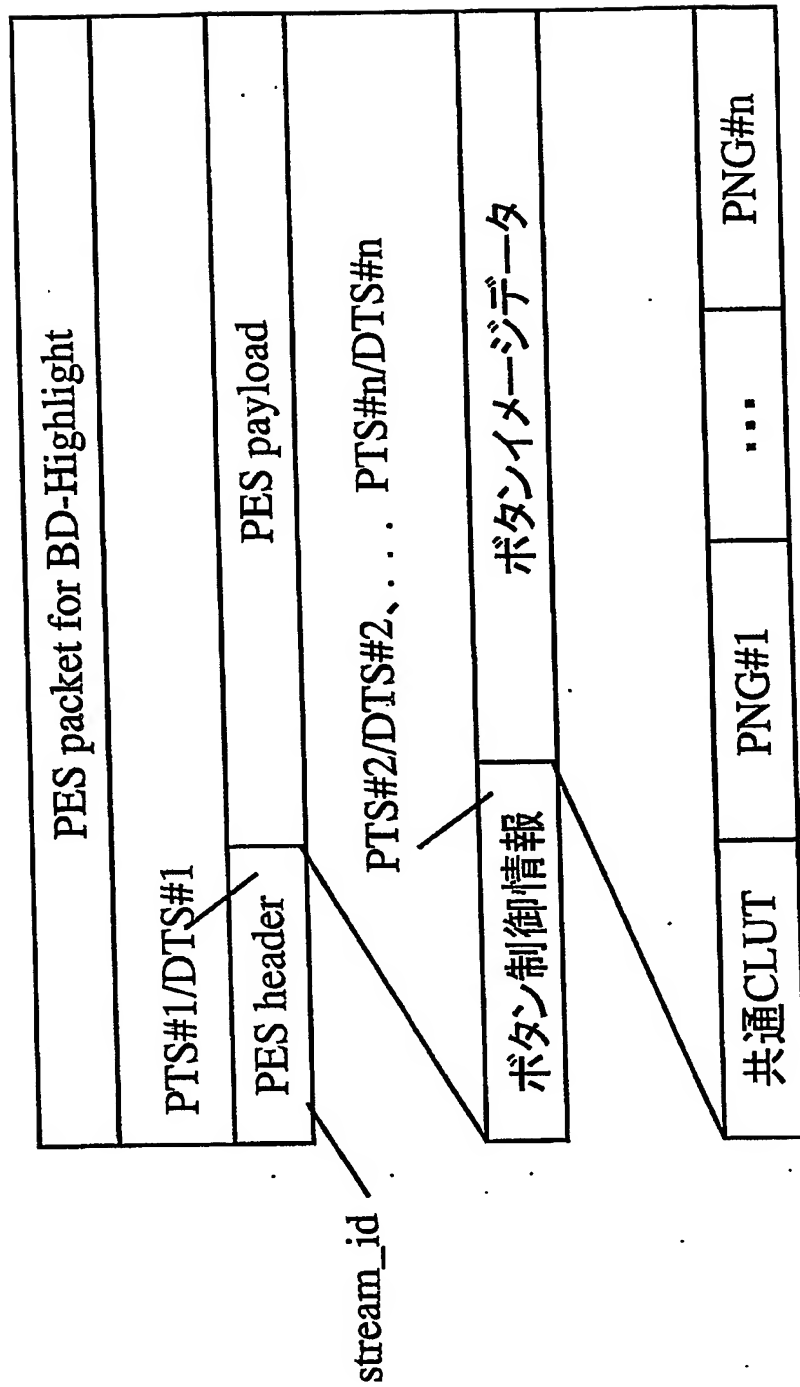 PES packet for BD-Highlight
PTS#1/DTS#1
PES header
PES payload
stream_id
PTS#2/DTS#2、.... PTS#n/DTS#n
ボタン制御情報
ボタンイメージデータ
共通CLUT
PNG#1
...
PNG#n